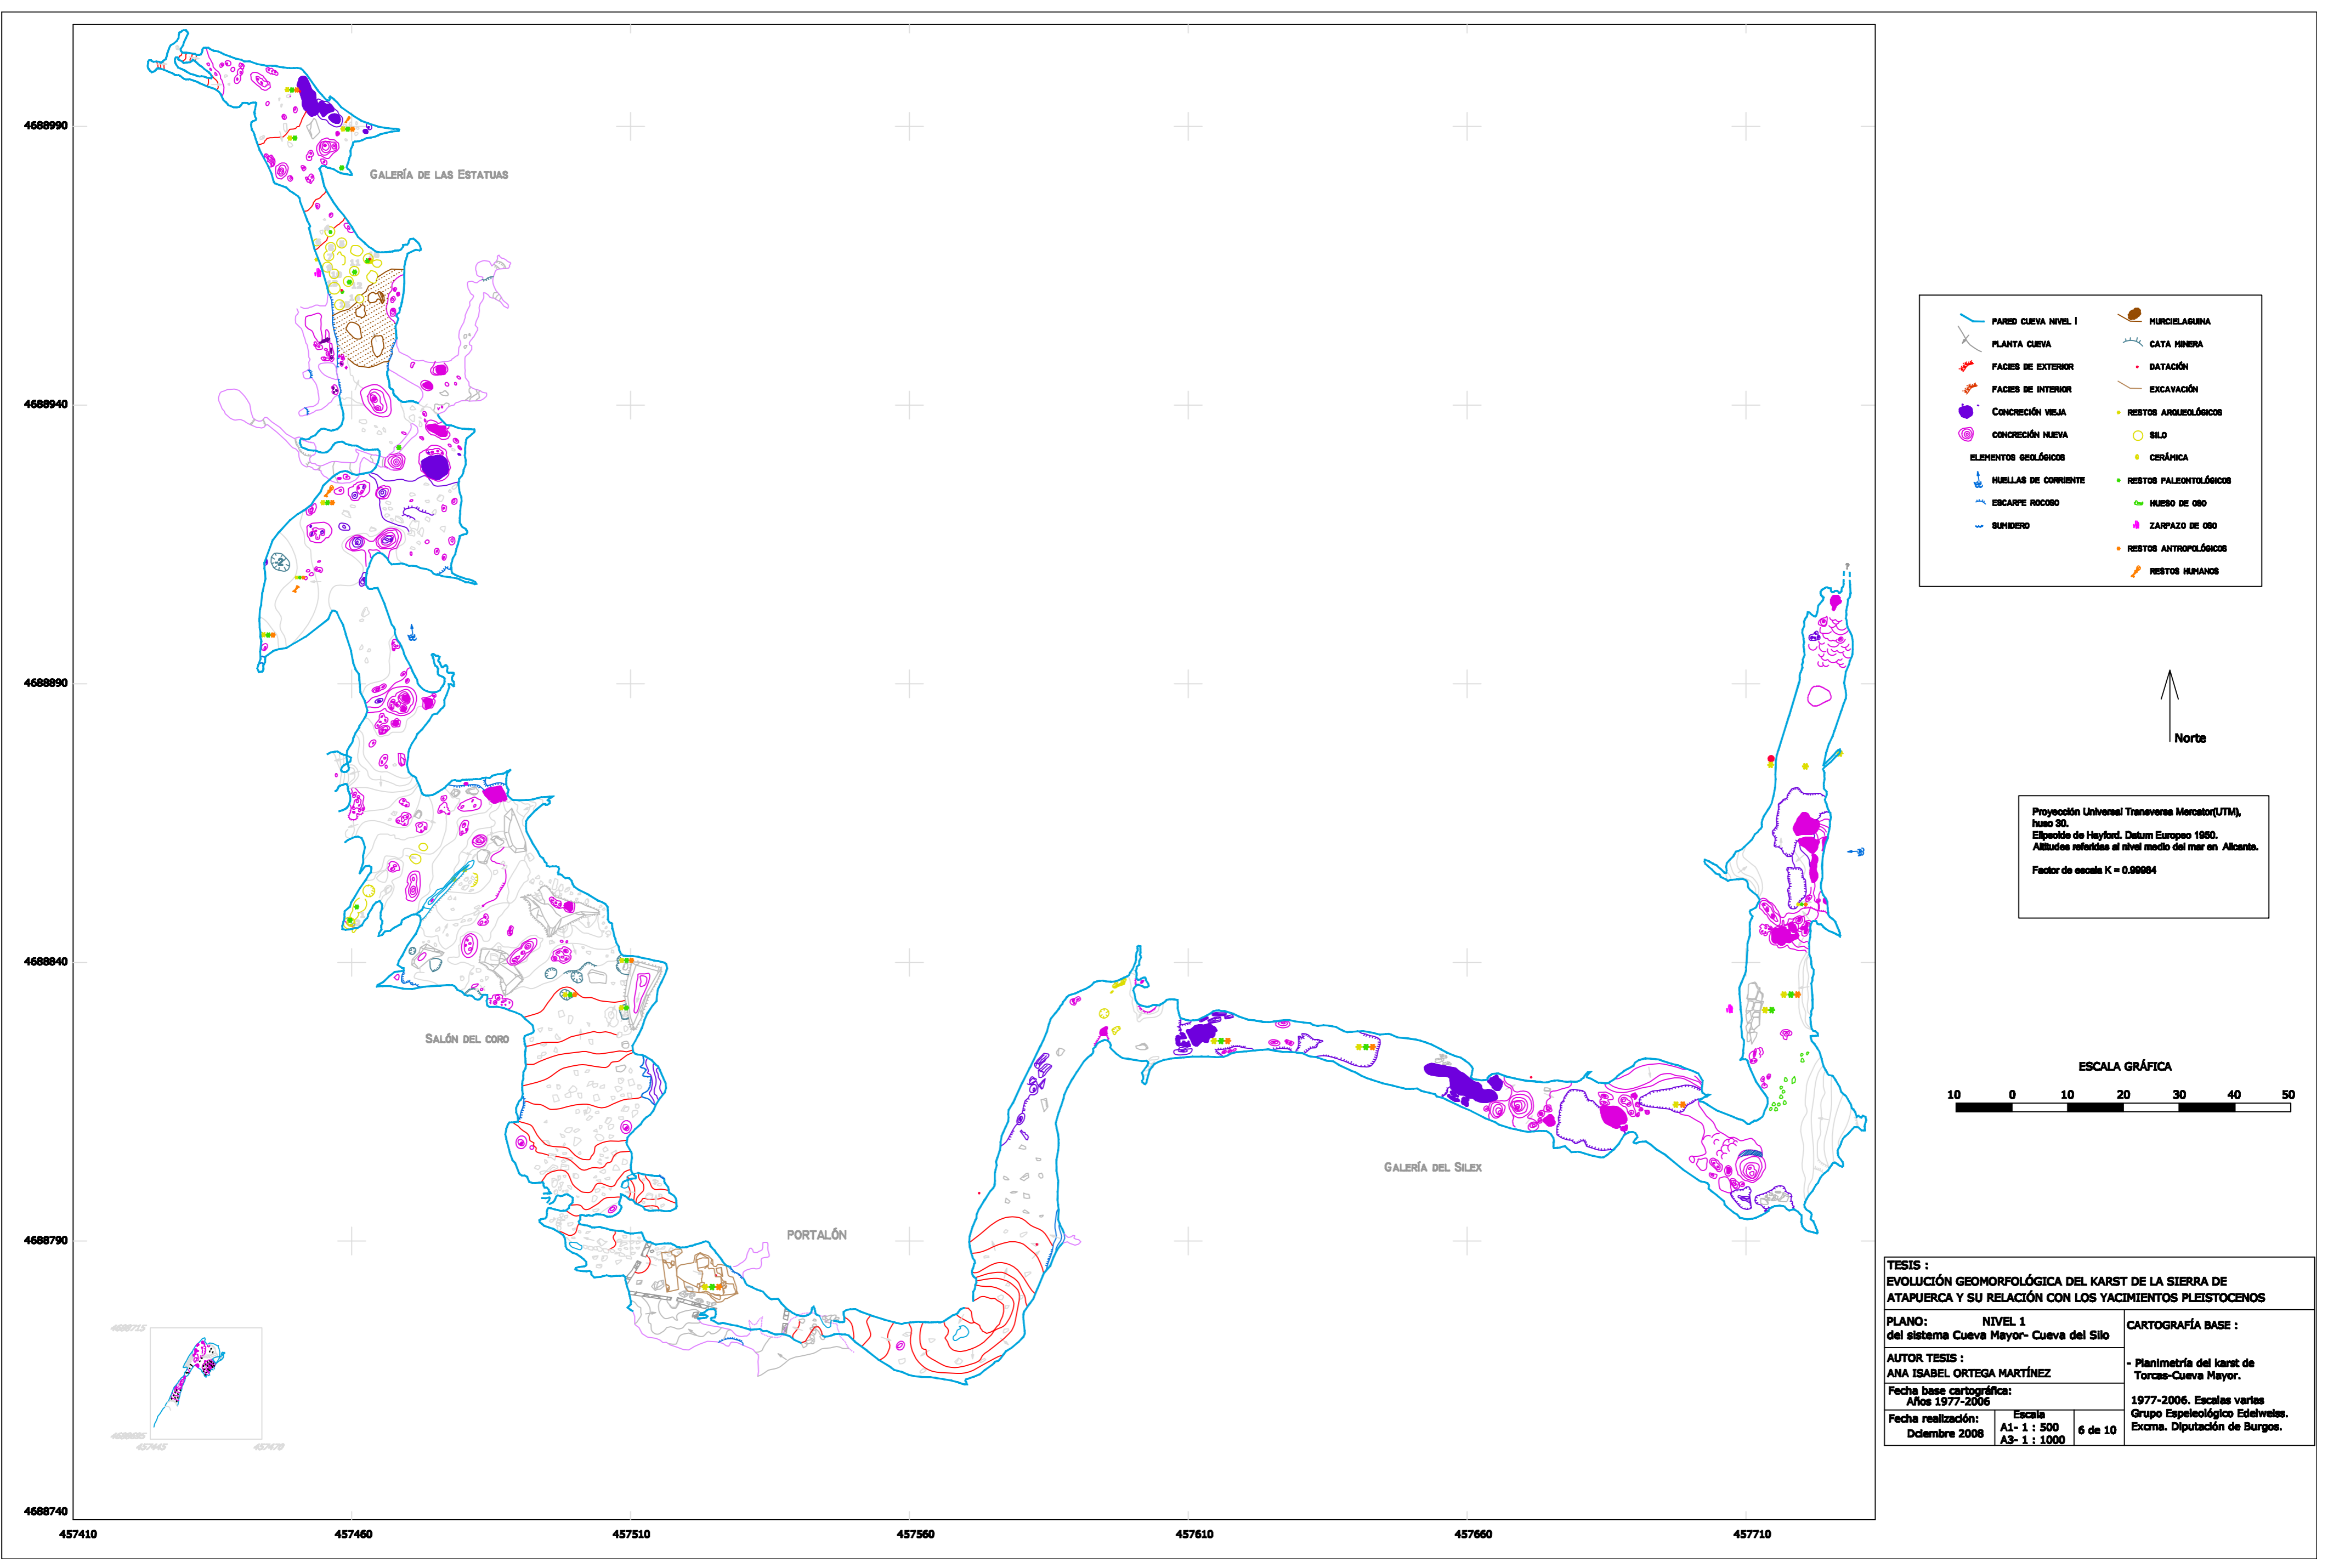 4688990
4688940
4688890
4688840
4688790
4688740
457410
457460
457510
457560
457610
457660
457710
GALERÍA DE LAS ESTATUAS
SALÓN DEL CORO
PORTALÓN
GALERÍA DEL SILEX
?
4688715
4688695
457445
457470
PARED CUEVA NIVEL I
PLANTA CUEVA
FACIES DE EXTERIOR
FACIES DE INTERIOR
CONCRECIÓN VIEJA
CONCRECIÓN NUEVA
ELEMENTOS GEOLÓGICOS
HUELLAS DE CORRIENTE
ESCARPE ROCOSO
SUMIDERO
MURCIELAGUINA
CATA MINERA
DATACIÓN
EXCAVACIÓN
RESTOS ARQUEOLÓGICOS
SILO
CERÁMICA
RESTOS PALEONTOLÓGICOS
HUESO DE OSO
ZARPAZO DE OSO
RESTOS ANTROPOLÓGICOS
RESTOS HUMANOS
Norte
Proyección Universal Transversa Mercator(UTM),
huso 30.
Elipsoide de Hayford. Datum Europeo 1950.
Altitudes referidas al nivel medio del mar en Alicante.
Factor de escala K = 0.99984
ESCALA GRÁFICA
10 0 10 20 30 40 50
TESIS :
EVOLUCIÓN GEOMORFOLÓGICA DEL KARST DE LA SIERRA DE
ATAPUERCA Y SU RELACIÓN CON LOS YACIMIENTOS PLEISTOCENOS
PLANO: NIVEL 1
del sistema Cueva Mayor- Cueva del Silo
AUTOR TESIS :
ANA ISABEL ORTEGA MARTÍNEZ
Fecha base cartográfica:
Años 1977-2006
Fecha realización:
Dciembre 2008
Escala
A1- 1 : 500
A3- 1 : 1000
6 de 10
CARTOGRAFÍA BASE :
- Planimetría del karst de
Torcas-Cueva Mayor.
1977-2006. Escalas varias
Grupo Espeleológico Edelweiss.
Excma. Diputación de Burgos.